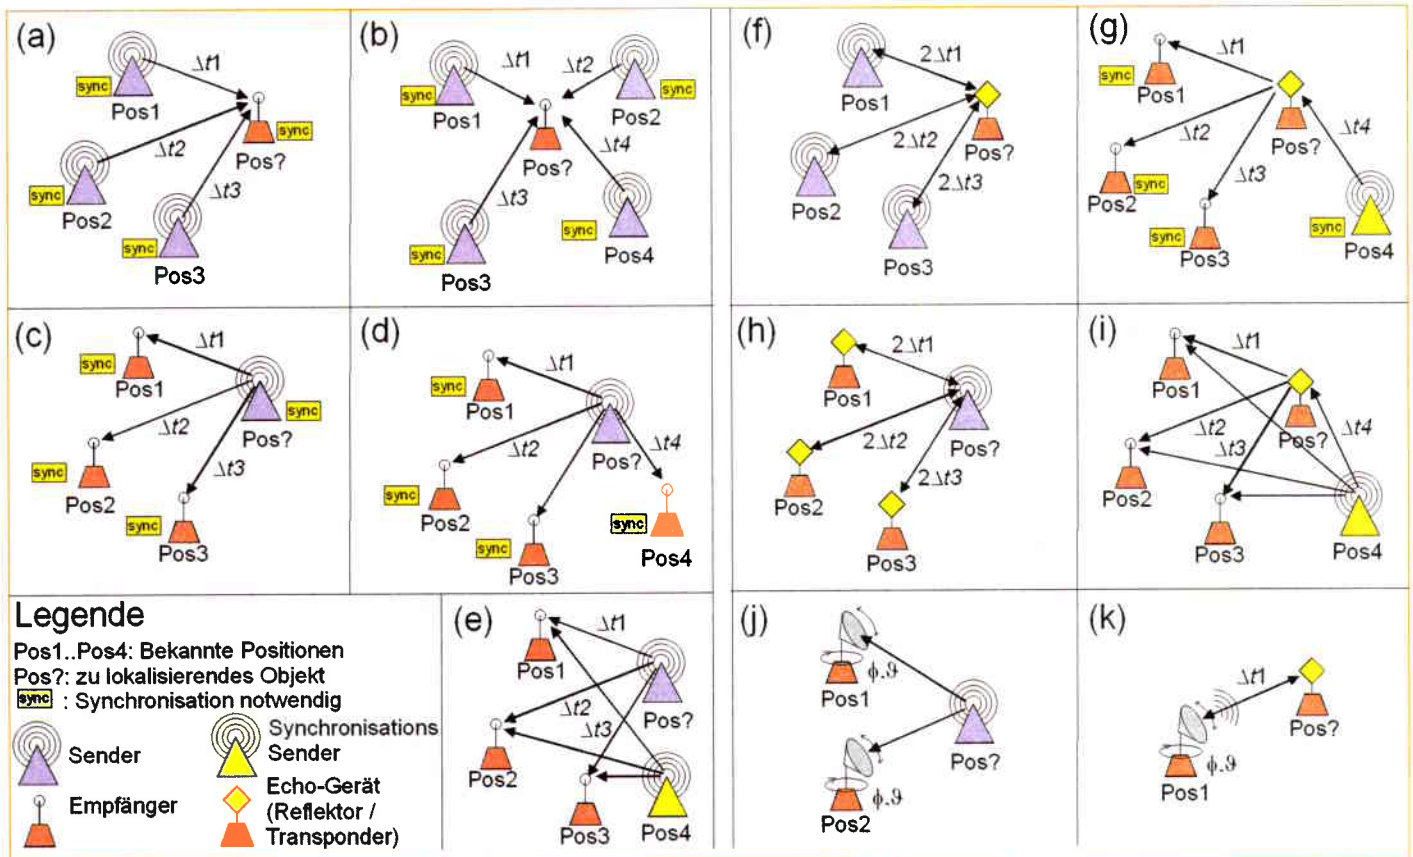 (a)
Δt1
sync
Pos1
sync
Pos?
Δt2
sync
Pos2
Δt3
sync
Pos3
(b)
Δt1
Δt2
sync
Pos1
sync
Pos2
Pos?
Δt4
Δt3
sync
Pos4
sync
Pos3
(f)
2Δt1
Pos1
Pos?
2Δt2
Pos2
2Δt3
Pos3
(g)
Δt1
sync
Pos1
Δt2
Pos?
Δt4
sync
Pos2
Δt3
sync
Pos3
sync
Pos4
(c)
Δt1
sync
Pos1
sync
Pos?
Δt2
sync
Pos2
Δt3
sync
Pos3
(d)
Δt1
sync
Pos1
Δt2
Pos?
Δt4
sync
Pos2
sync
Pos4
sync
Pos3
(h)
2Δt1
Pos1
Pos?
2Δt2
Pos2
2Δt3
Pos3
(i)
Δt1
Pos1
Pos?
Δt2
Δt4
Δt3
Pos2
Pos3
Pos4
Legende
Pos1..Pos4: Bekannte Positionen
Pos?: zu lokalisierendes Objekt
sync : Synchronisation notwendig
Sender
Synchronisations
Sender
Empfänger
Echo-Gerät
(Reflektor /
Transponder)
(e)
Δt1
Pos1
Δt2
Pos?
Δt3
Pos2
Pos3
Pos4
(j)
ϕ.ϑ
Pos1
Pos?
ϕ.ϑ
Pos2
(k)
Δt1
Pos?
ϕ.ϑ
Pos1